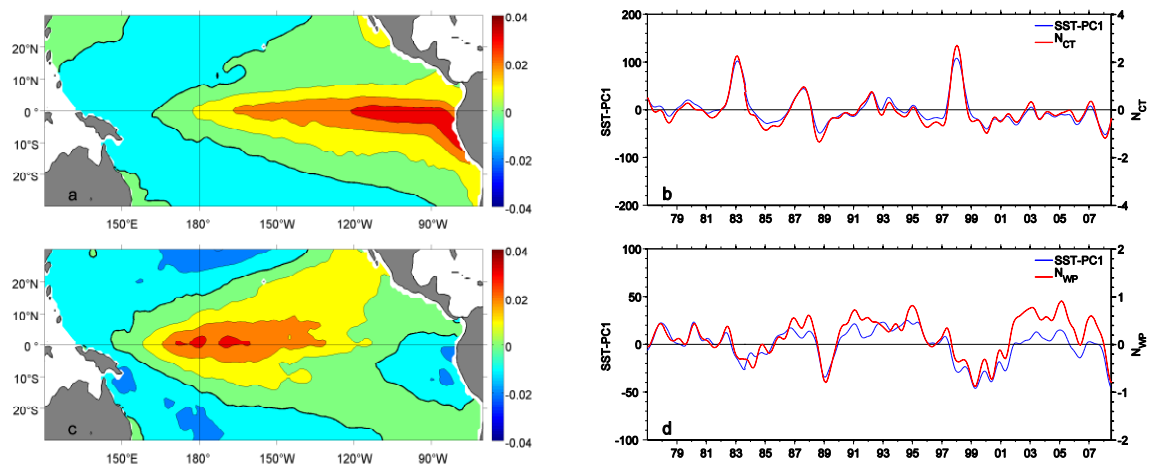 20°N
10°N
0°
10°S
20°S
a
150°E 180° 150°W 120°W 90°W
0.04
0.02
0
-0.02
-0.04
200
100
0
-100
-200
SST-PC1
SST-PC1
N CT
b
4
2
0
-2
-4
N CT
79 81 83 85 87 89 91 93 95 97 99 01 03 05 07
20°N
10°N
0°
10°S
20°S
c
150°E 180° 150°W 120°W 90°W
0.04
0.02
0
-0.02
-0.04
100
50
0
-50
-100
SST-PC1
SST-PC1
N WP
d
2
1
0
-1
-2
N WP
79 81 83 85 87 89 91 93 95 97 99 01 03 05 07